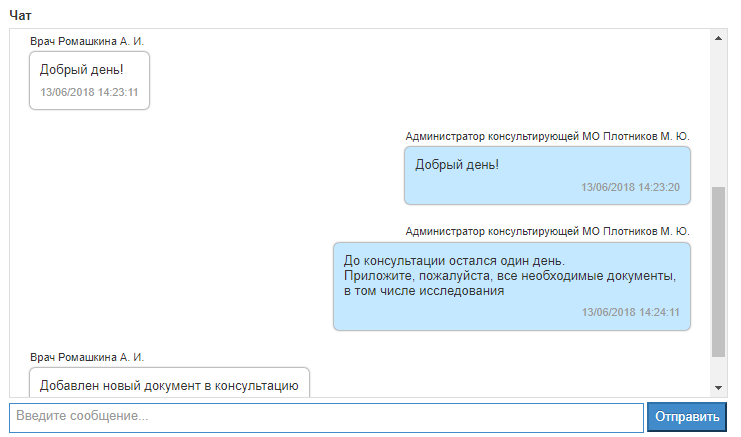 Чат
Врач Ромашкина А. И.
Добрый день!
13/06/2018 14:23:11
Администратор консультирующей МО Плотников М. Ю.
Добрый день!
13/06/2018 14:23:20
Администратор консультирующей МО Плотников М. Ю.
До консультации остался один день.
Приложите, пожалуйста, все необходимые документы,
в том числе исследования
13/06/2018 14:24:11
Врач Ромашкина А. И.
Добавлен новый документ в консультацию
Введите сообщение...
Отправить